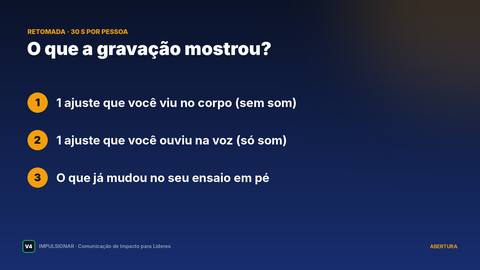 RETOMADA · 30 S POR PESSOA
O que a gravação mostrou?
1 1 ajuste que você viu no corpo (sem som)
2 1 ajuste que você ouviu na voz (só som)
3 O que já mudou no seu ensaio em pé
V4 IMPULSIONAR · Comunicação de Impacto para Líderes
ABERTURA